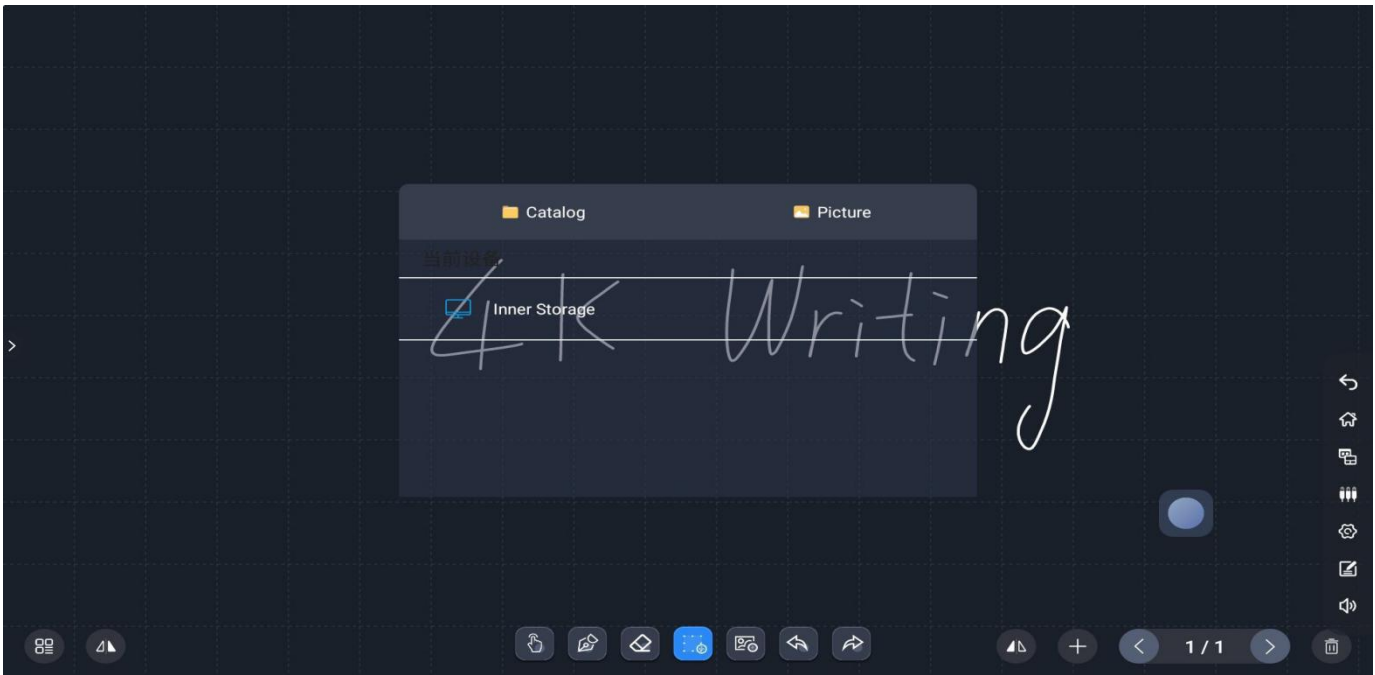 Catalog Picture
当前设备
Inner Storage
4K Writing
1 / 1